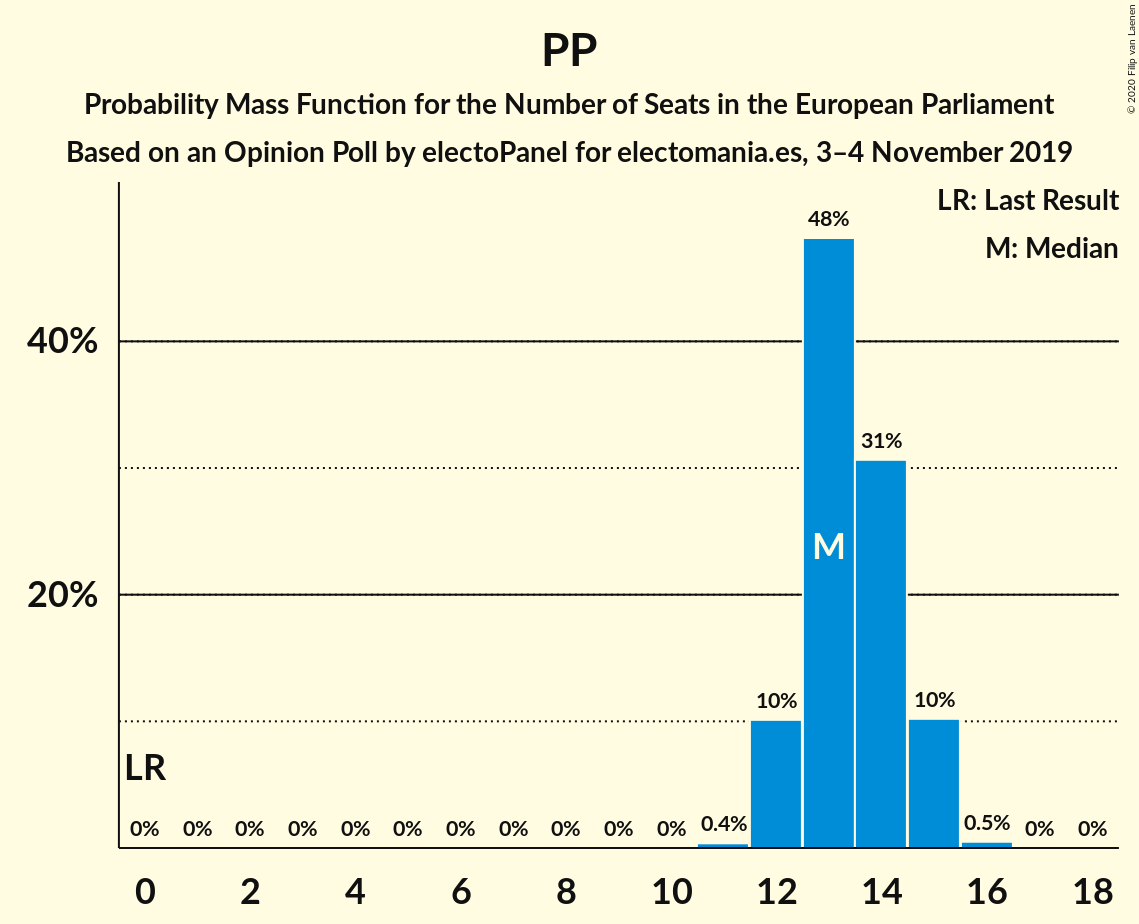 PP
Probability Mass Function for the Number of Seats in the European Parliament
Based on an Opinion Poll by electoPanel for electomania.es, 3–4 November 2019
© 2020 Filip van Laenen
LR: Last Result
M: Median
48%
40%
31%
M
20%
10% 10%
LR
0% 0% 0% 0% 0% 0% 0% 0% 0% 0% 0% 0.4% 0.5% 0% 0%
0 2 4 6 8 10 12 14 16 18